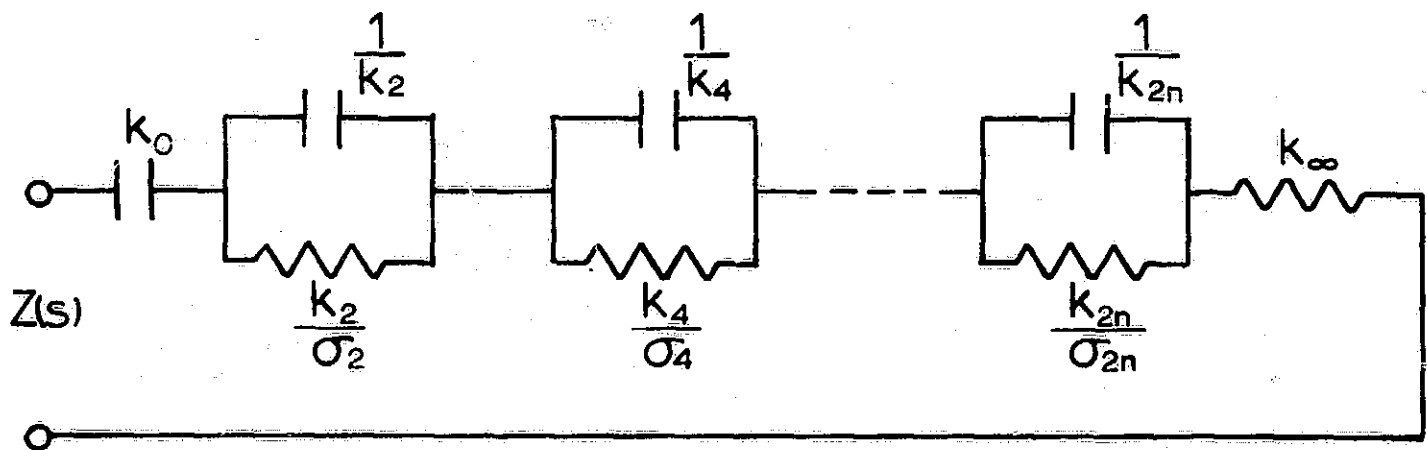 k₀
1/k₂
1/k₄
1/k₂ₙ
k∞
Z(s)
k₂/σ₂
k₄/σ₄
k₂ₙ/σ₂ₙ